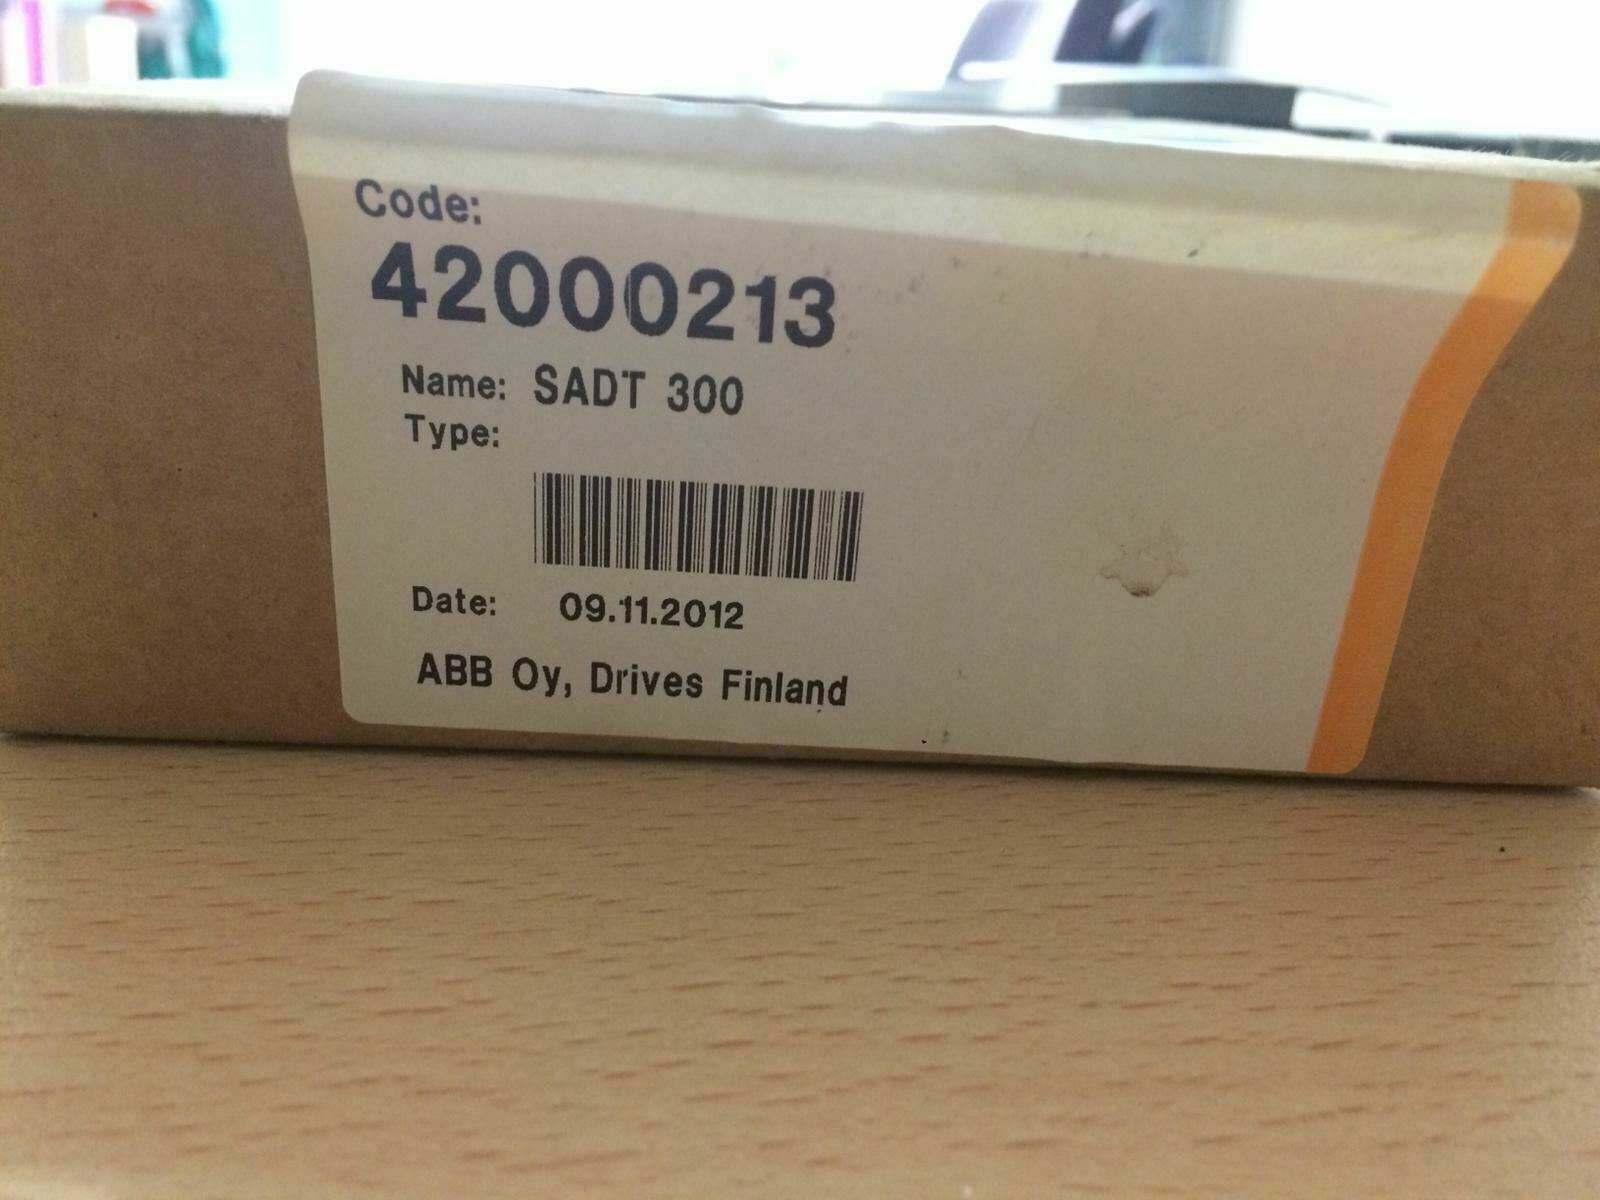 Code:
42000213
Name: SADT 300
Type:
Date: 09.11.2012
ABB Oy, Drives Finland